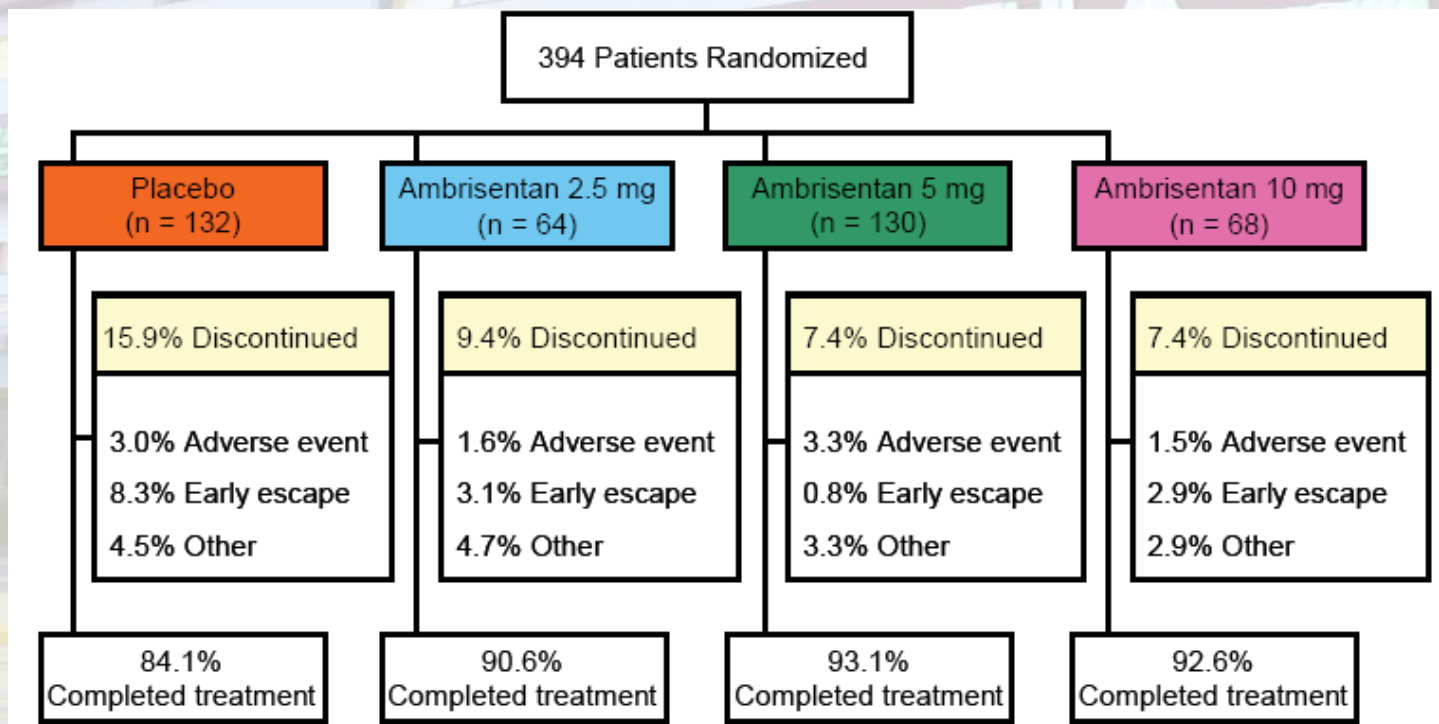 394 Patients Randomized
Placebo
(n = 132)
Ambrisentan 2.5 mg
(n = 64)
Ambrisentan 5 mg
(n = 130)
Ambrisentan 10 mg
(n = 68)
15.9% Discontinued
3.0% Adverse event
8.3% Early escape
4.5% Other
9.4% Discontinued
1.6% Adverse event
3.1% Early escape
4.7% Other
7.4% Discontinued
3.3% Adverse event
0.8% Early escape
3.3% Other
7.4% Discontinued
1.5% Adverse event
2.9% Early escape
2.9% Other
84.1%
Completed treatment
90.6%
Completed treatment
93.1%
Completed treatment
92.6%
Completed treatment